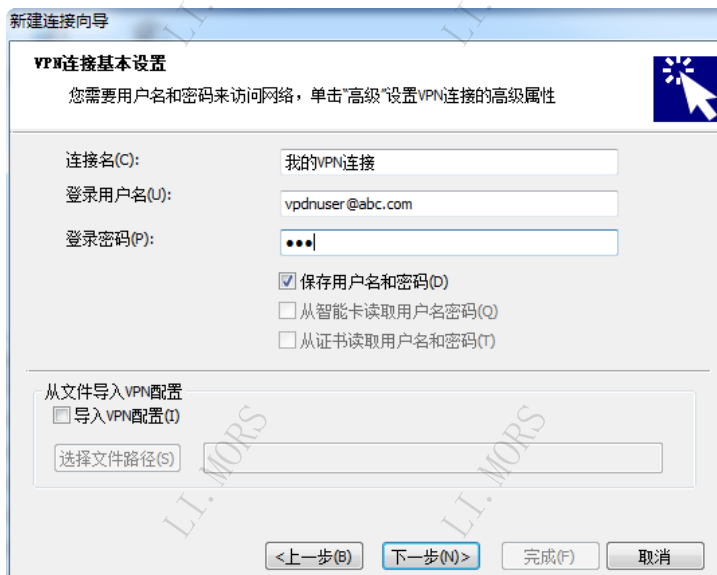 新建连接向导
VPN连接基本设置
您需要用户名和密码来访问网络，单击"高级"设置VPN连接的高级属性
连接名(C):
我的VPN连接
登录用户名(U):
vpdnuser@abc.com
登录密码(P):
●●●
保存用户名和密码(D)
从智能卡读取用户名密码(Q)
从证书读取用户名和密码(T)
从文件导入VPN配置
导入VPN配置(I)
选择文件路径(S)
LI.MORS
LI.MORS
<上一步(B)
下一步(N)>
完成(F)
取消